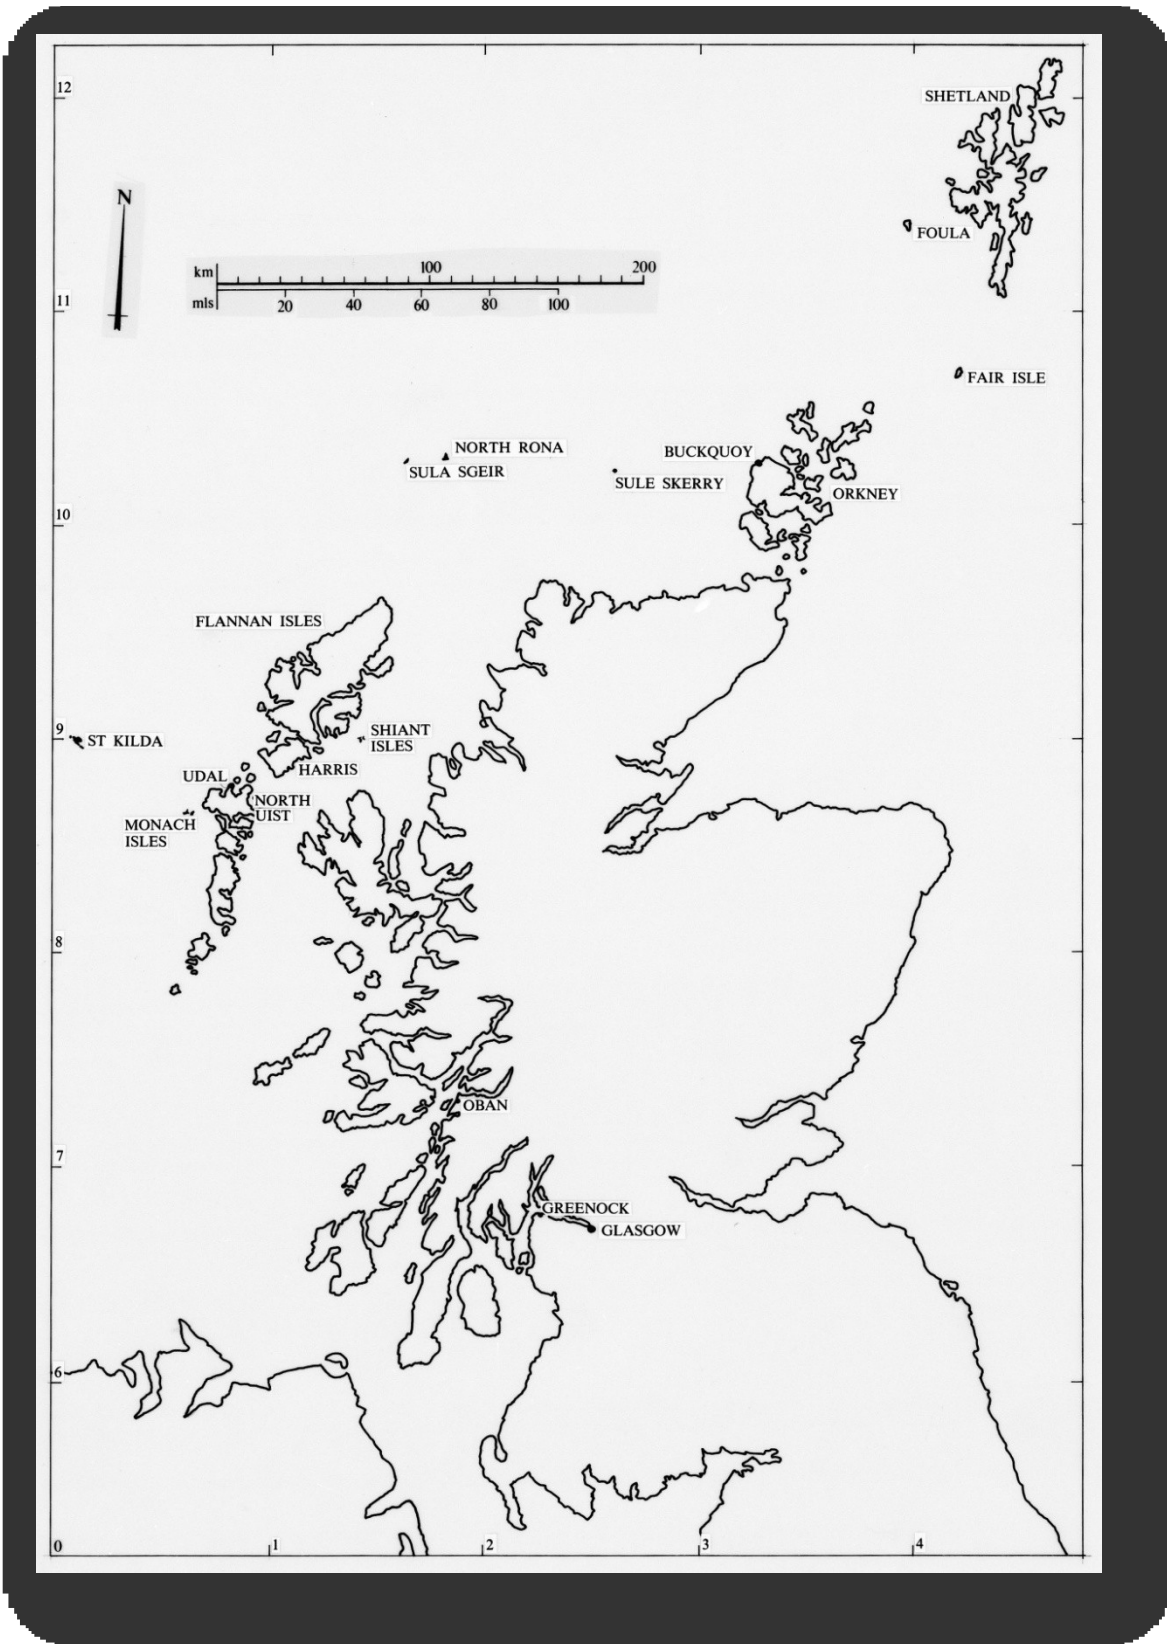 12
SHETLAND
N
FOULA
km 100 200
mls 20 40 60 80 100
11
FAIR ISLE
NORTH RONA
SULA SGEIR
BUCKQUOY
SULE SKERRY
ORKNEY
10
FLANNAN ISLES
9
ST KILDA
SHIANT
ISLES
HARRIS
UDAL
NORTH
UIST
MONACH
ISLES
8
OBAN
7
GREENOCK
GLASGOW
6
0 1 2 3 4